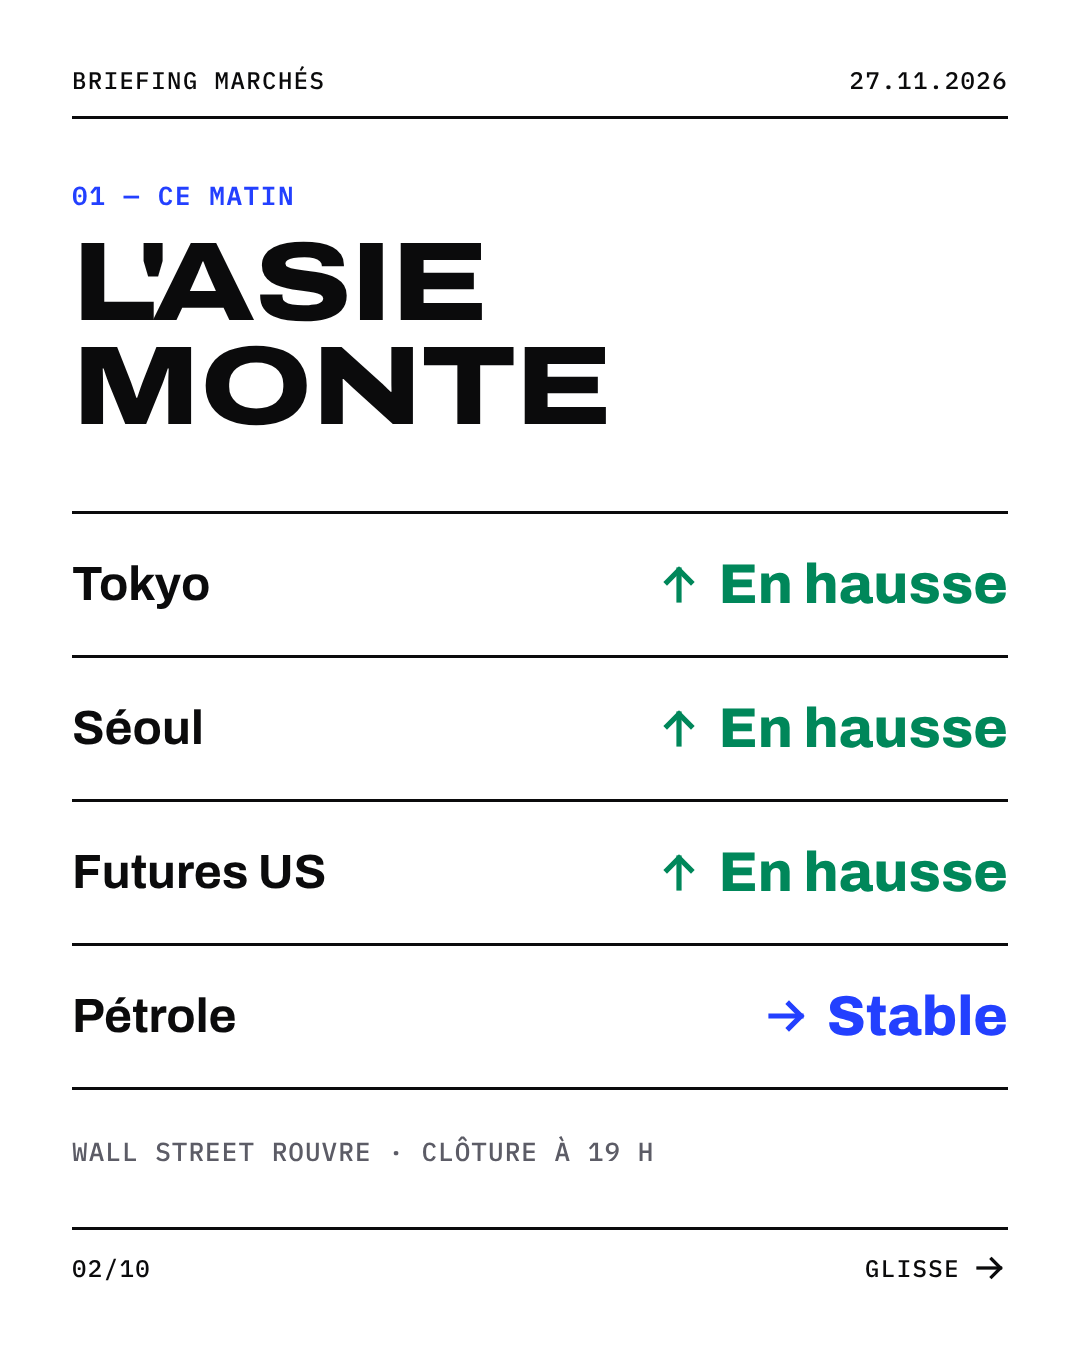 BRIEFING MARCHÉS 27.11.2026
01 — CE MATIN
L'ASIE
MONTE
Tokyo ↑ En hausse
Séoul ↑ En hausse
Futures US ↑ En hausse
Pétrole → Stable
WALL STREET ROUVRE · CLÔTURE À 19 H
02/10 GLISSE →